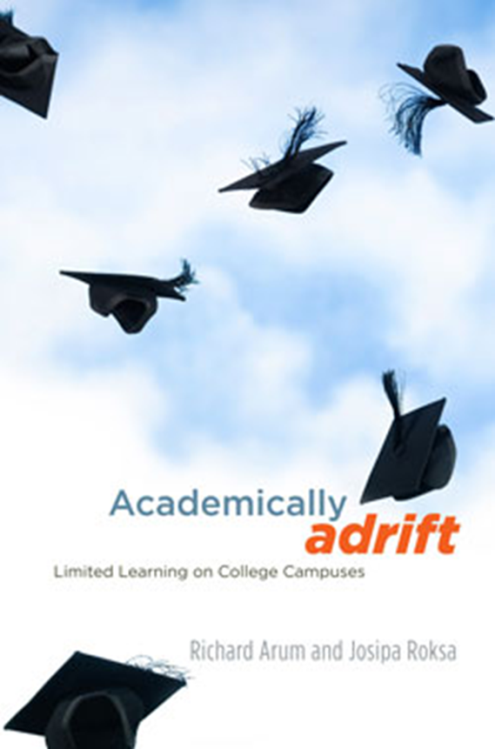 Academically
adrift
Limited Learning on College Campuses
Richard Arum and Josipa Roksa